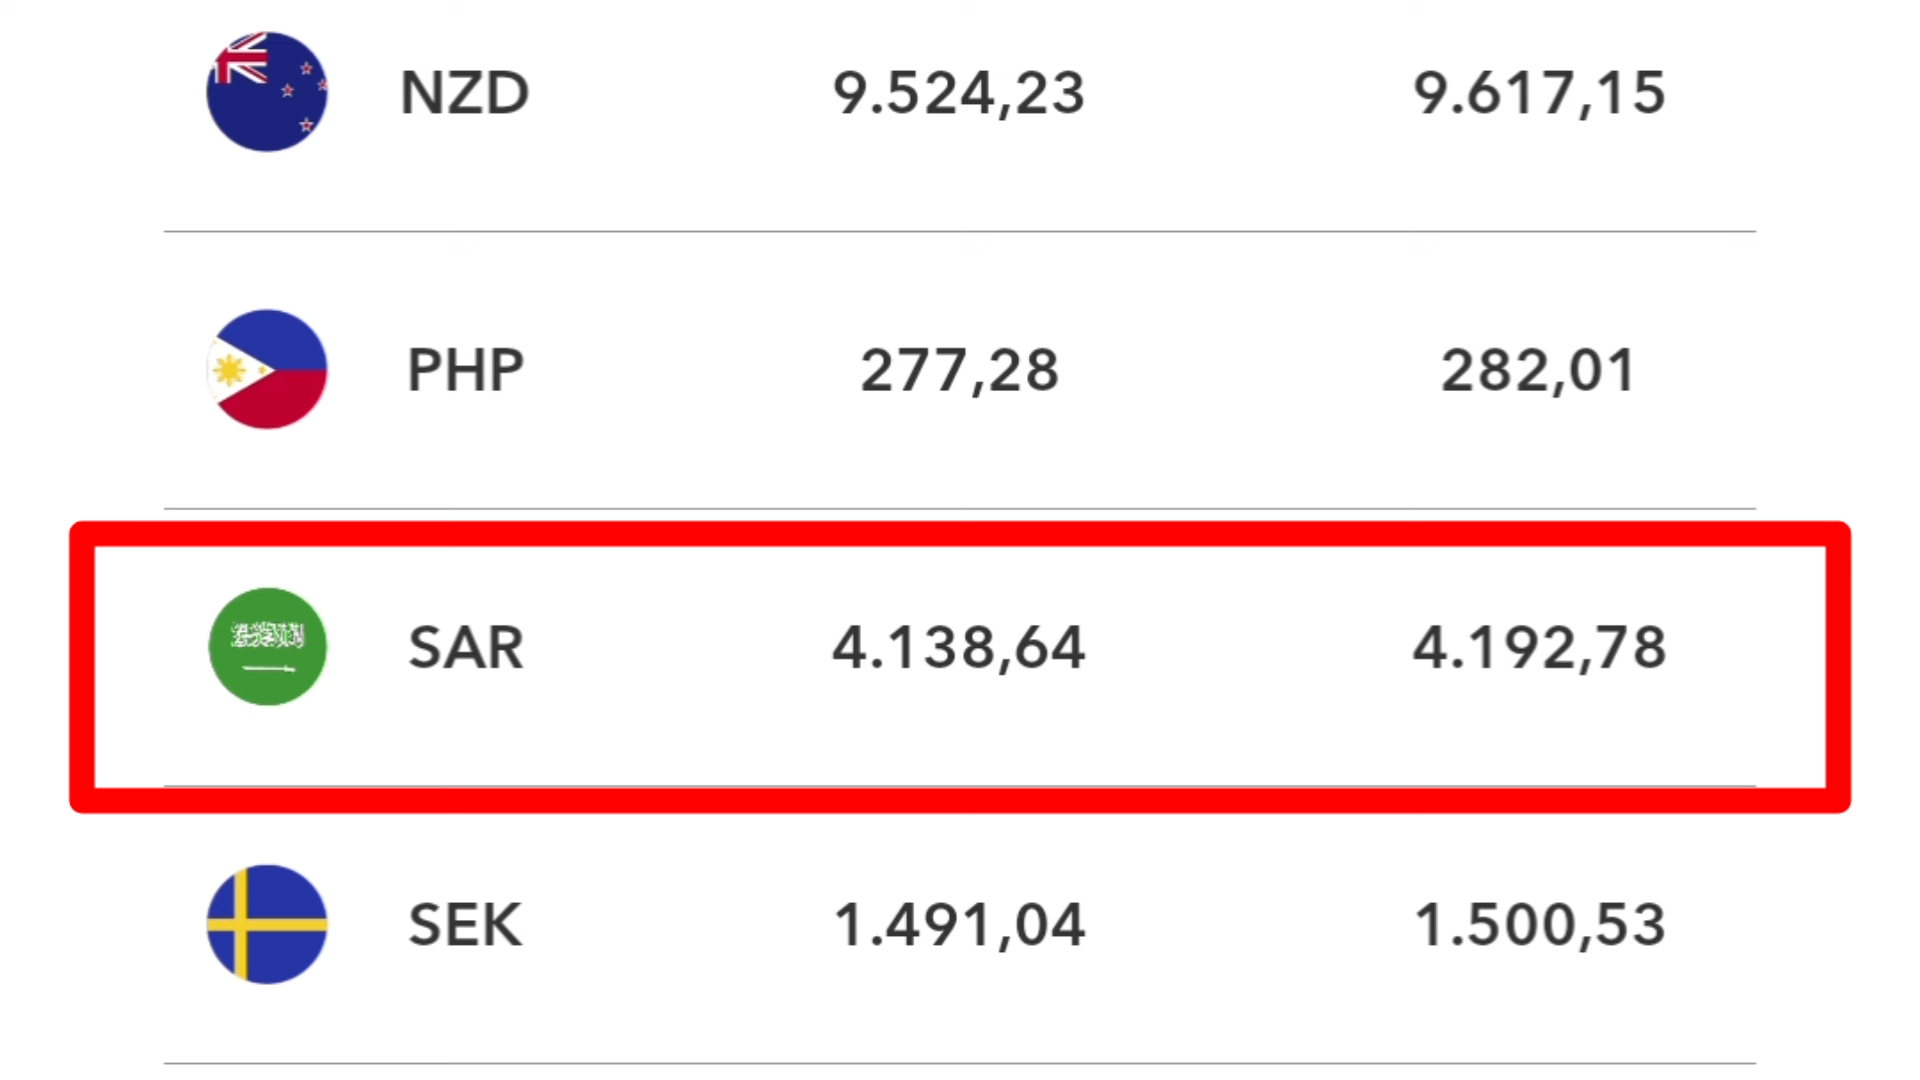 NZD 9.524,23 9.617,15
PHP 277,28 282,01
SAR 4.138,64 4.192,78
SEK 1.491,04 1.500,53